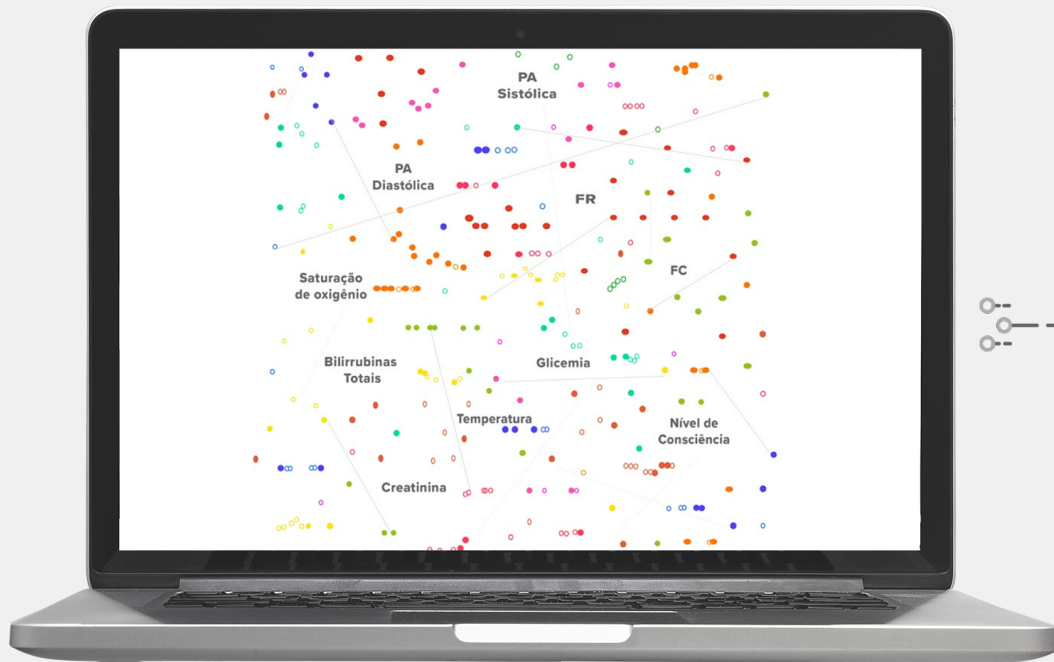 PA
Sistólica
PA
Diastólica
FR
FC
Saturação
de oxigênio
Bilirrubinas
Totais
Glicemia
Temperatura
Nível de
Consciência
Creatinina